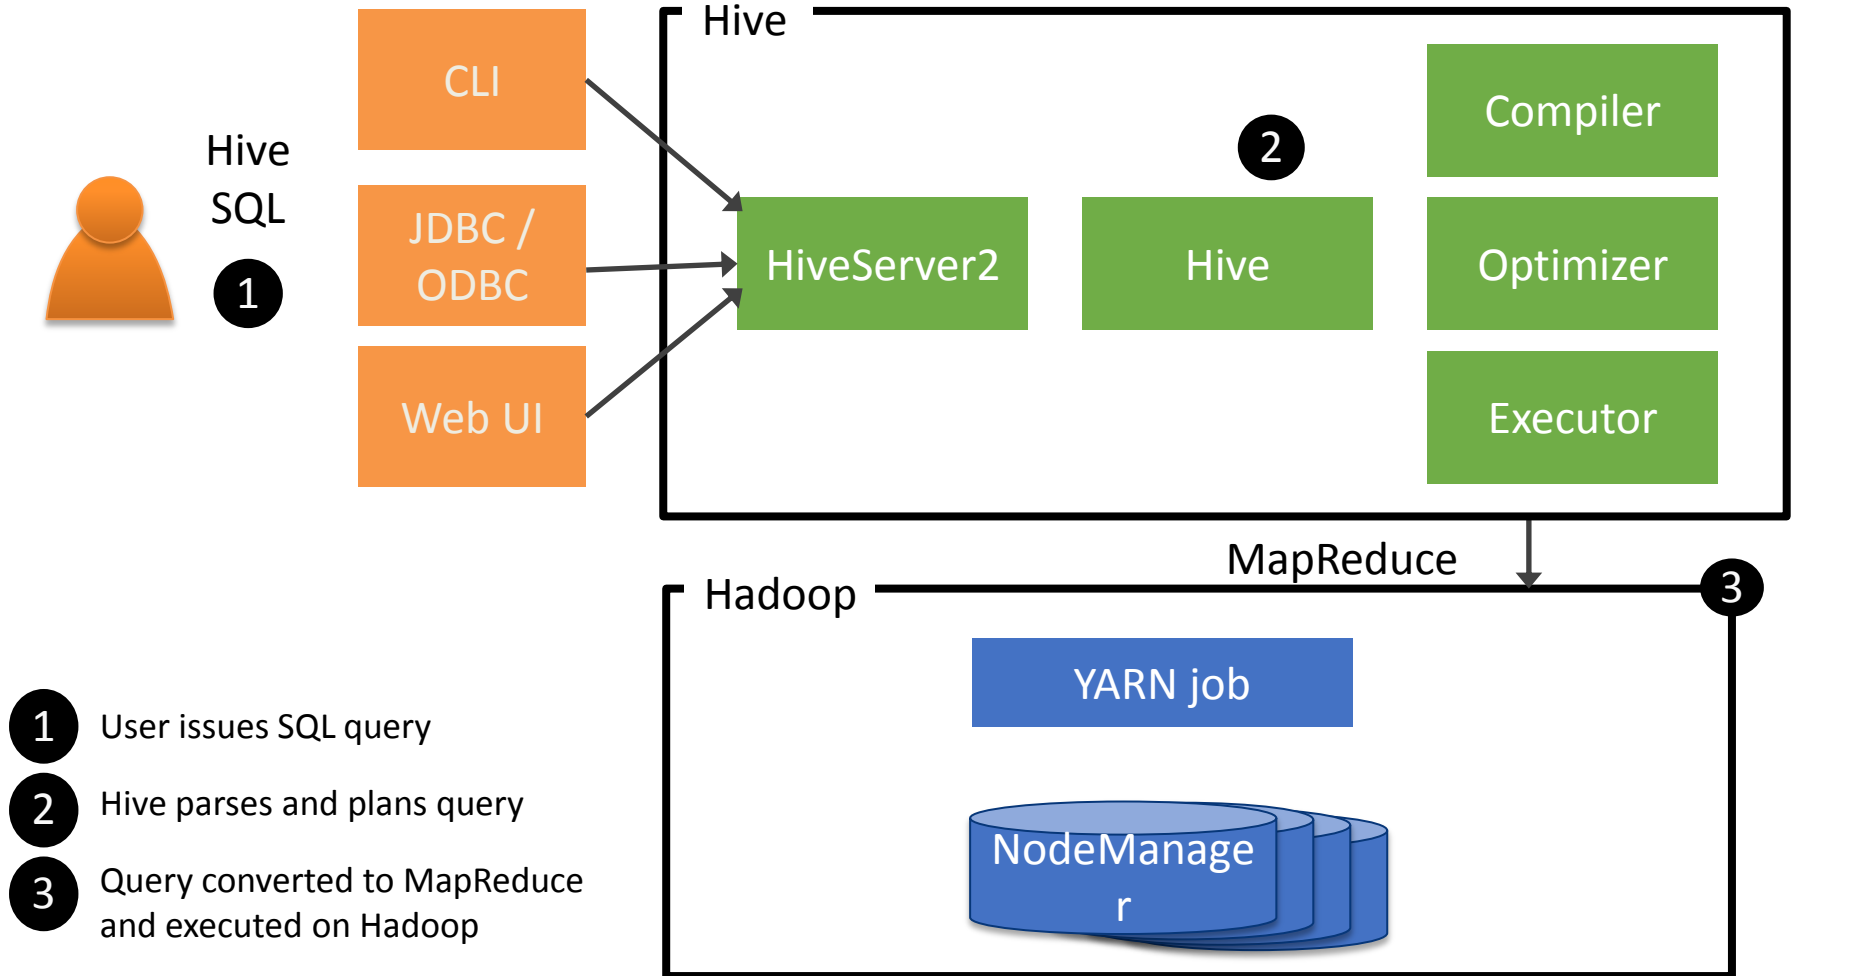 Hive
SQL
1
CLI
JDBC /
ODBC
Web UI
Hive
HiveServer2
2
Hive
Compiler
Optimizer
Executor
MapReduce
3
Hadoop
YARN job
NodeManage
r
1 User issues SQL query
2 Hive parses and plans query
3 Query converted to MapReduce
and executed on Hadoop